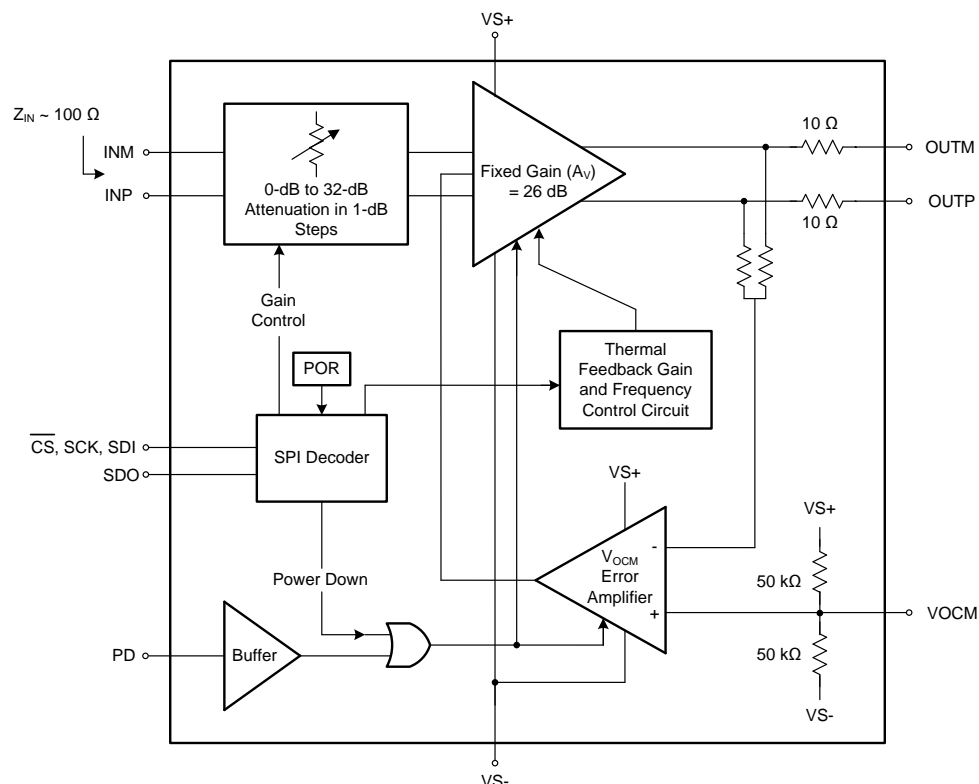 VS+
Z_IN ~ 100 Ω
INM
INP
0-dB to 32-dB
Attenuation in 1-dB
Steps
Fixed Gain (A_V)
= 26 dB
10 Ω
OUTM
OUTP
10 Ω
Gain
Control
POR
Thermal
Feedback Gain
and Frequency
Control Circuit
CS, SCK, SDI
SDO
SPI Decoder
VS+
VS+
-
V_OCM
Error
Amplifier
+
50 kΩ
VOCM
50 kΩ
VS-
Power Down
PD
Buffer
VS-